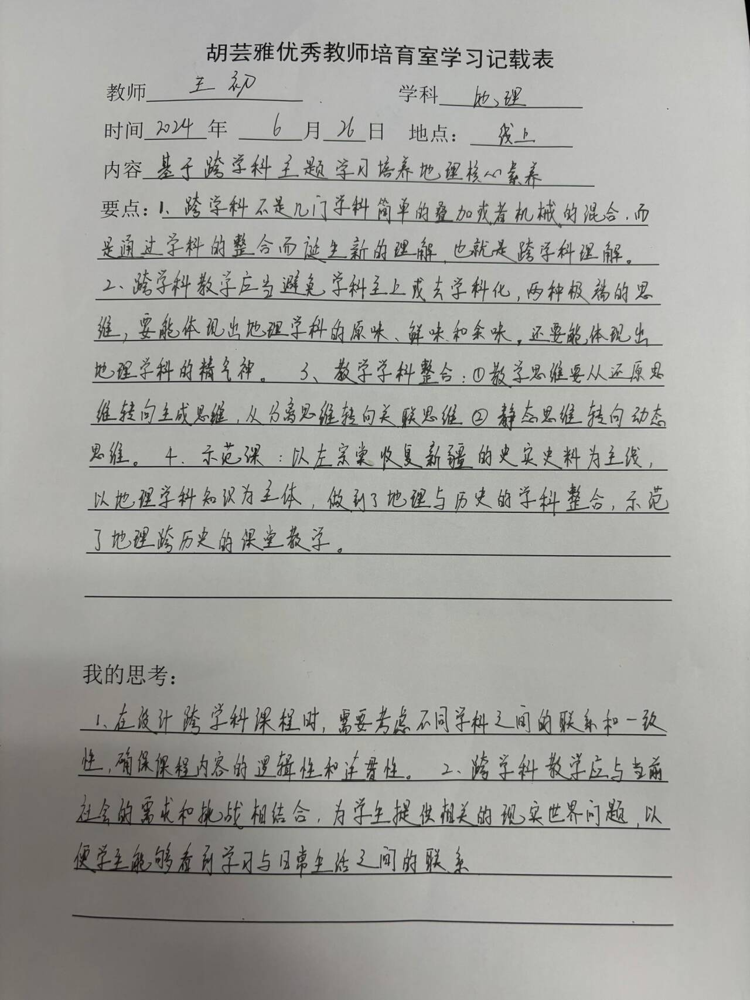 胡芸雅优秀教师培育室学习记载表
教师 王初 学科 地理
时间 2024 年 6 月 26 日 地点：线上
内容 基于跨学科主题学习培养地理核心素养
要点：1、跨学科不是几门学科简单的叠加或者机械的混合，而
是通过学科的整合而诞生新的理解，也就是跨学科理解。
2、跨学科教学应当避免学科至上或去学科化，两种极端的思
维，要能体现出地理学科的原味、鲜味和余味，还要能体现出
地理学科的精气神。 3、教学学科整合：①教学思维要从还原思
维转向生成思维，从分离思维转向关联思维②静态思维转向动态
思维。 4、示范课：以左宗棠收复新疆的史实史料为主线，
以地理学科知识为主体，做到了地理与历史的学科整合，示范
了地理跨历史的课堂教学。
我的思考：
1、在设计跨学科课程时，需要考虑不同学科之间的联系和一致
性，确保课程内容的逻辑性和连贯性。 2、跨学科教学应与当前
社会的需求和挑战相结合，为学生提供相关的现实世界问题，以
便学生能够看到学习与日常生活之间的联系